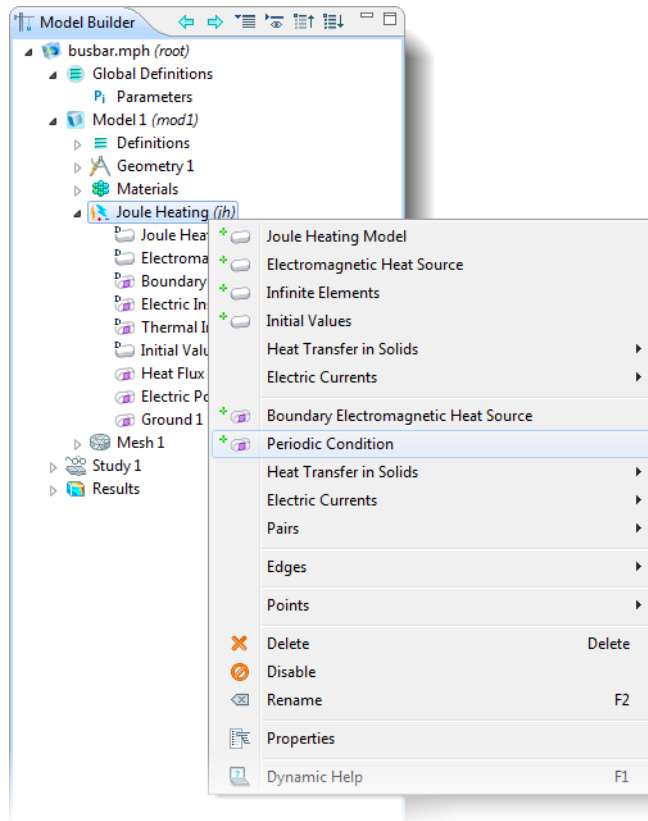 Model Builder
busbar.mph (root)
Global Definitions
Pi Parameters
Model 1 (mod1)
Definitions
Geometry 1
Materials
Joule Heating (jh)
Joule Hea
Electroma
Boundary
Electric In
Thermal I
Initial Valu
Heat Flux
Electric Po
Ground 1
Mesh 1
Study 1
Results
Joule Heating Model
Electromagnetic Heat Source
Infinite Elements
Initial Values
Heat Transfer in Solids
Electric Currents
Boundary Electromagnetic Heat Source
Periodic Condition
Heat Transfer in Solids
Electric Currents
Pairs
Edges
Points
Delete Delete
Disable
Rename F2
Properties
Dynamic Help F1